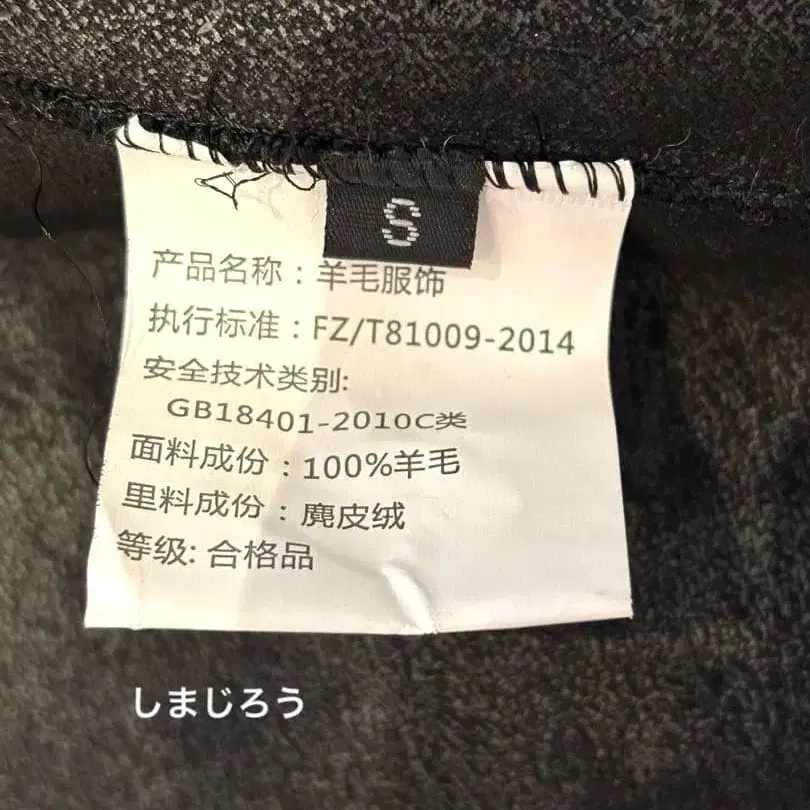 S
产品名称：羊毛服饰
执行标准：FZ/T81009-2014
安全技术类别:
GB18401-2010C类
面料成份：100%羊毛
里料成份：麂皮绒
等级: 合格品
しまじろう